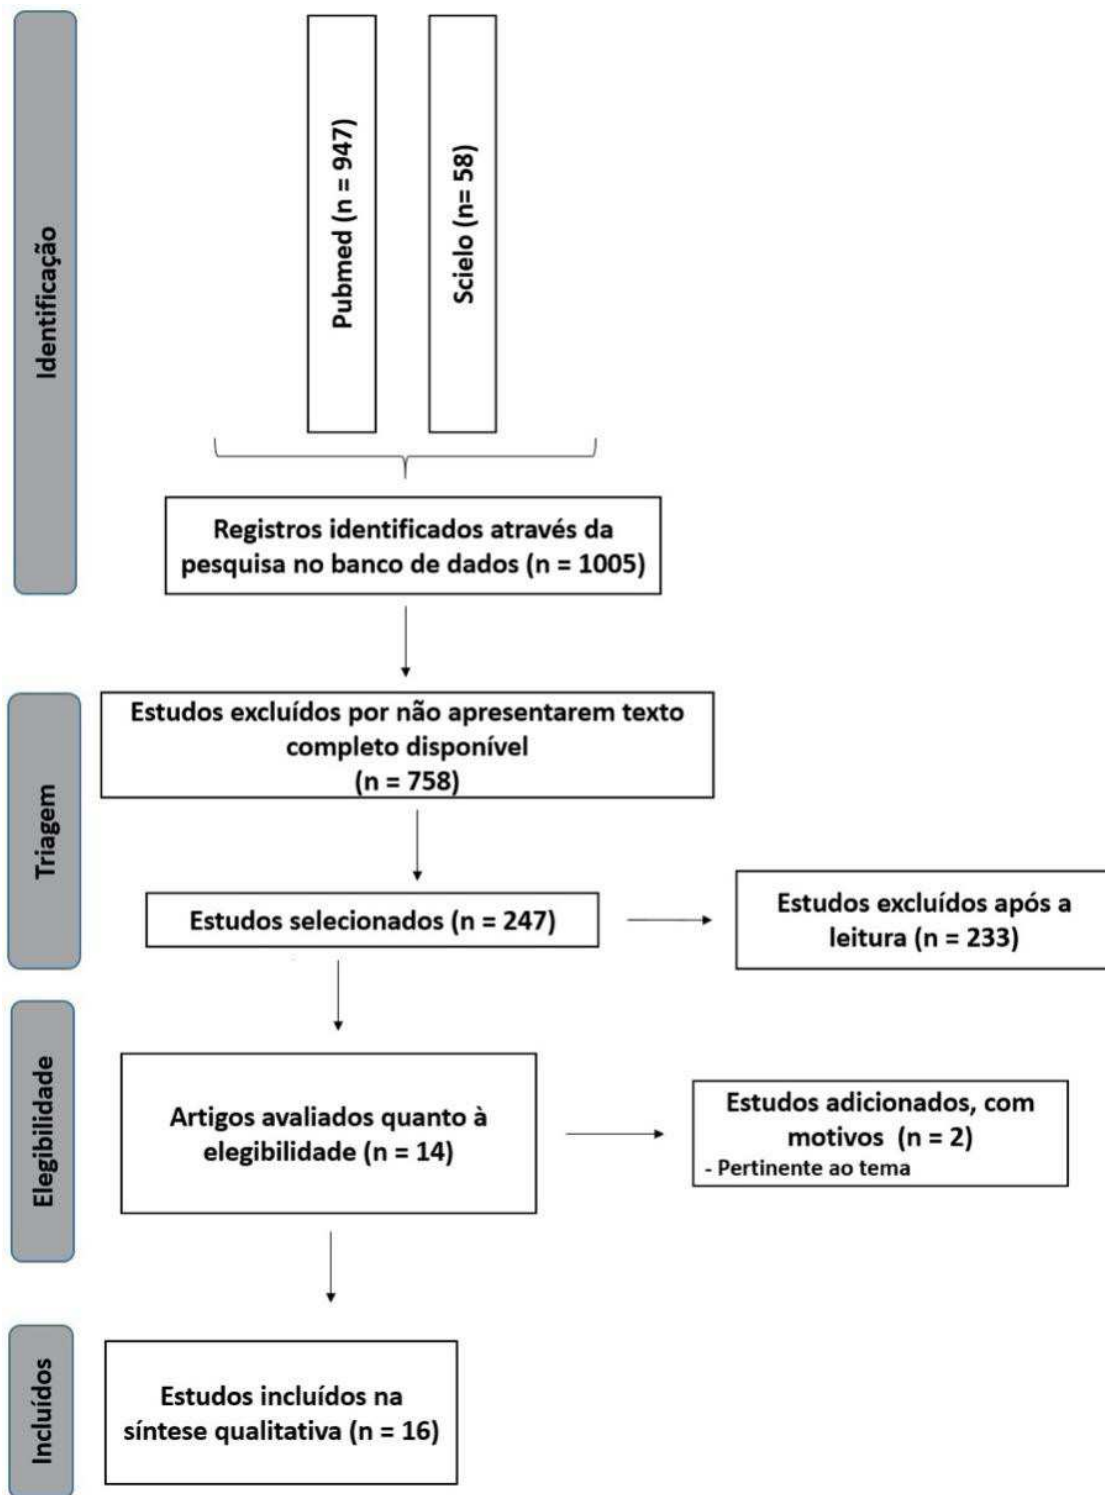 Identificação
Pubmed (n = 947)
Scielo (n= 58)
Registros identificados através da
pesquisa no banco de dados (n = 1005)
Triagem
Estudos excluídos por não apresentarem texto
completo disponível
(n = 758)
Estudos selecionados (n = 247)
Estudos excluídos após a
leitura (n = 233)
Elegibilidade
Artigos avaliados quanto à
elegibilidade (n = 14)
Estudos adicionados, com
motivos (n = 2)
- Pertinente ao tema
Incluídos
Estudos incluídos na
síntese qualitativa (n = 16)